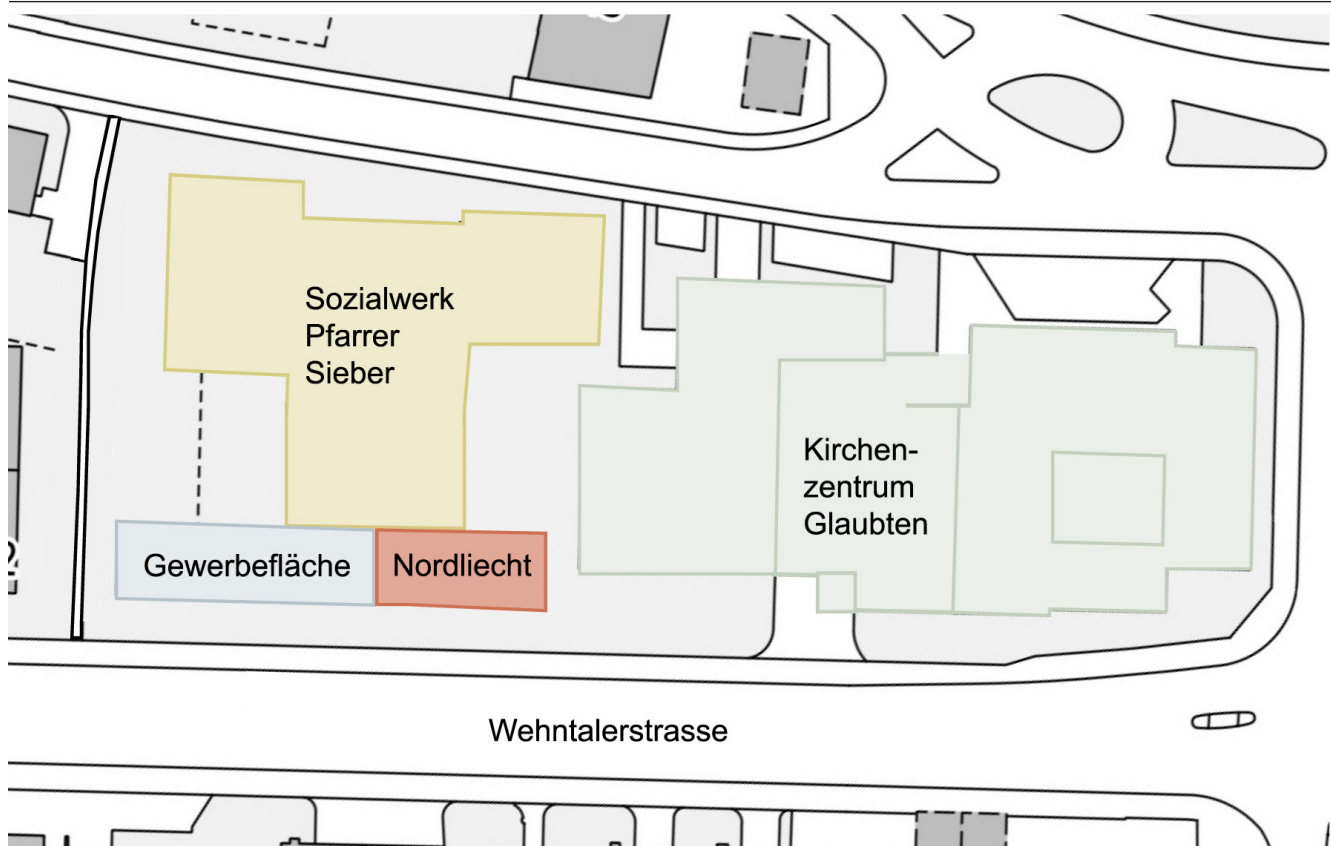 Sozialwerk
Pfarrer
Sieber
Kirchen-
zentrum
Glaubten
Gewerbefläche
Nordliecht
Wehntalerstrasse